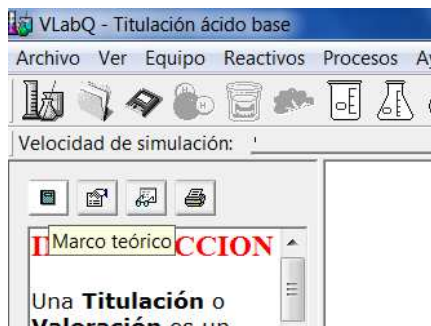 VLabQ - Titulación ácido base
Archivo Ver Equipo Reactivos Procesos Ay
Velocidad de simulación:
Marco teórico CCION
Una Titulación o
Valoración es un